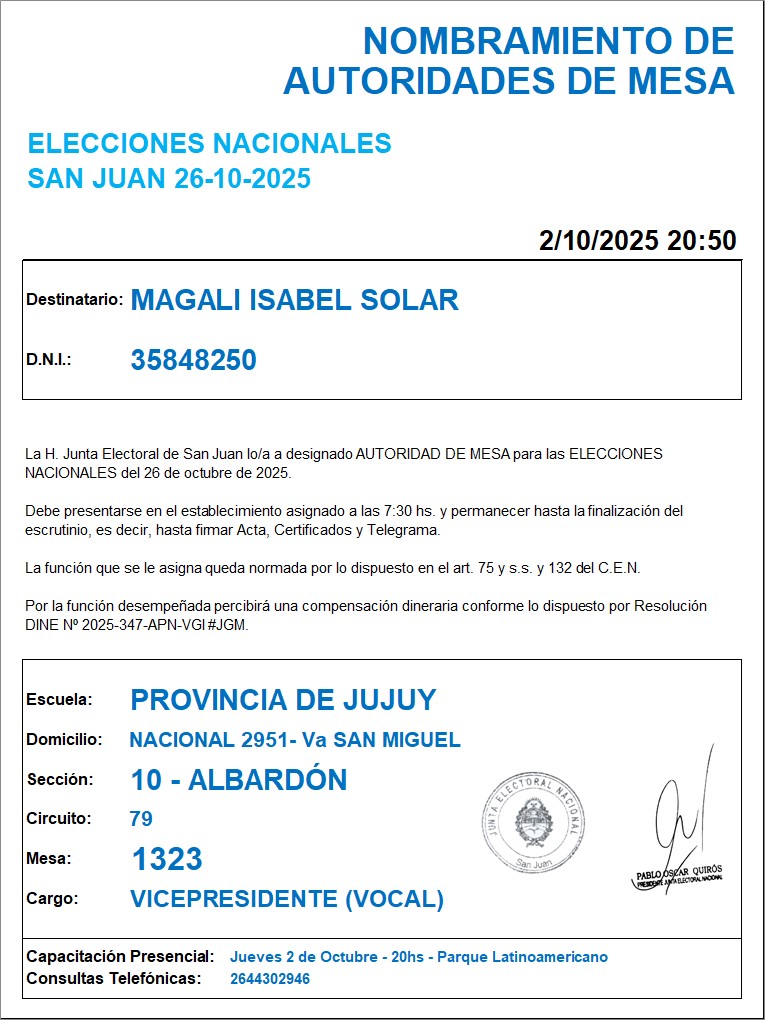 NOMBRAMIENTO DE
AUTORIDADES DE MESA
ELECCIONES NACIONALES
SAN JUAN 26-10-2025
2/10/2025 20:50
Destinatario: MAGALI ISABEL SOLAR
D.N.I.: 35848250
La H. Junta Electoral de San Juan lo/a a designado AUTORIDAD DE MESA para las ELECCIONES
NACIONALES del 26 de octubre de 2025.
Debe presentarse en el establecimiento asignado a las 7:30 hs. y permanecer hasta la finalización del
escrutinio, es decir, hasta firmar Acta, Certificados y Telegrama.
La función que se le asigna queda normada por lo dispuesto en el art. 75 y s.s. y 132 del C.E.N.
Por la función desempeñada percibirá una compensación dineraria conforme lo dispuesto por Resolución
DINE Nº 2025-347-APN-VGI#JGM.
Escuela: PROVINCIA DE JUJUY
Domicilio: NACIONAL 2951- Va SAN MIGUEL
Sección: 10 - ALBARDÓN
Circuito: 79
Mesa: 1323
Cargo: VICEPRESIDENTE (VOCAL)
JUNTA ELECTORAL NACIONAL
San Juan
PABLO OSCAR QUIRÓS
PRESIDENTE JUNTA ELECTORAL NACIONAL
Capacitación Presencial: Jueves 2 de Octubre - 20hs - Parque Latinoamericano
Consultas Telefónicas: 2644302946